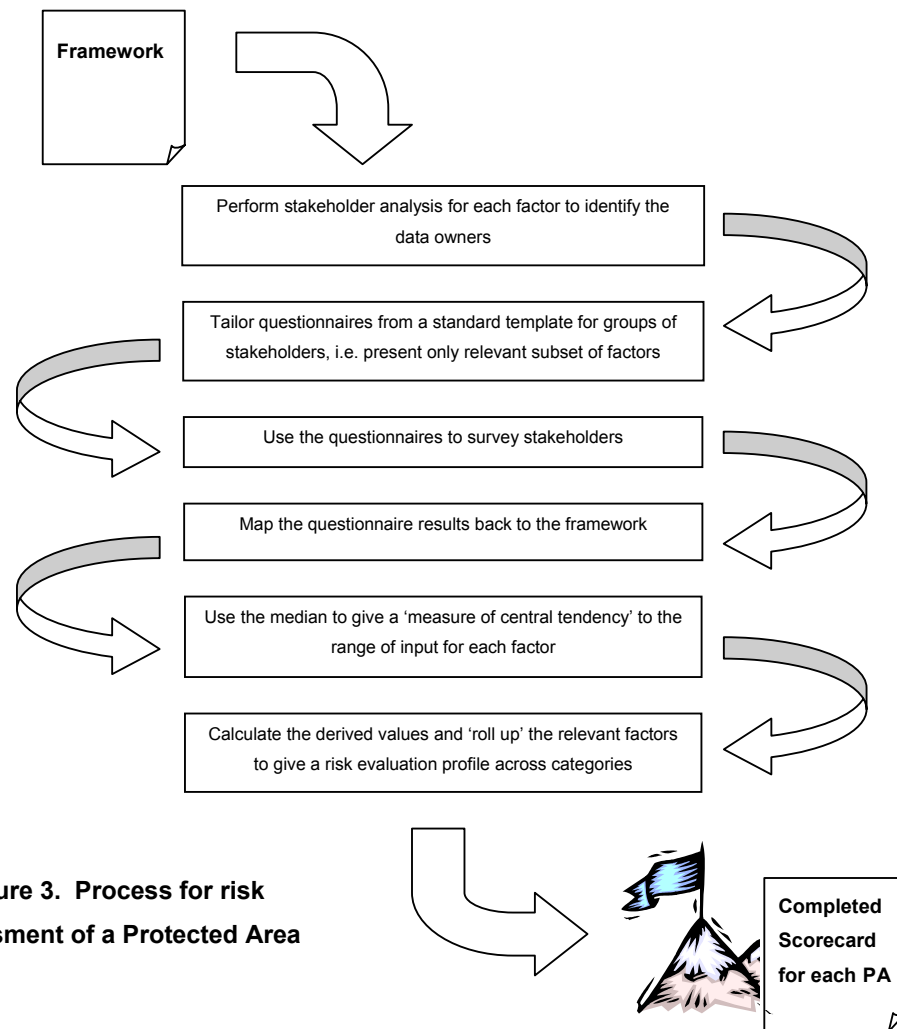 Framework
Perform stakeholder analysis for each factor to identify the
data owners
Tailor questionnaires from a standard template for groups of
stakeholders, i.e. present only relevant subset of factors
Use the questionnaires to survey stakeholders
Map the questionnaire results back to the framework
Use the median to give a ‘measure of central tendency’ to the
range of input for each factor
Calculate the derived values and ‘roll up’ the relevant factors
to give a risk evaluation profile across categories
ure 3. Process for risk
sment of a Protected Area
Completed
Scorecard
for each PA